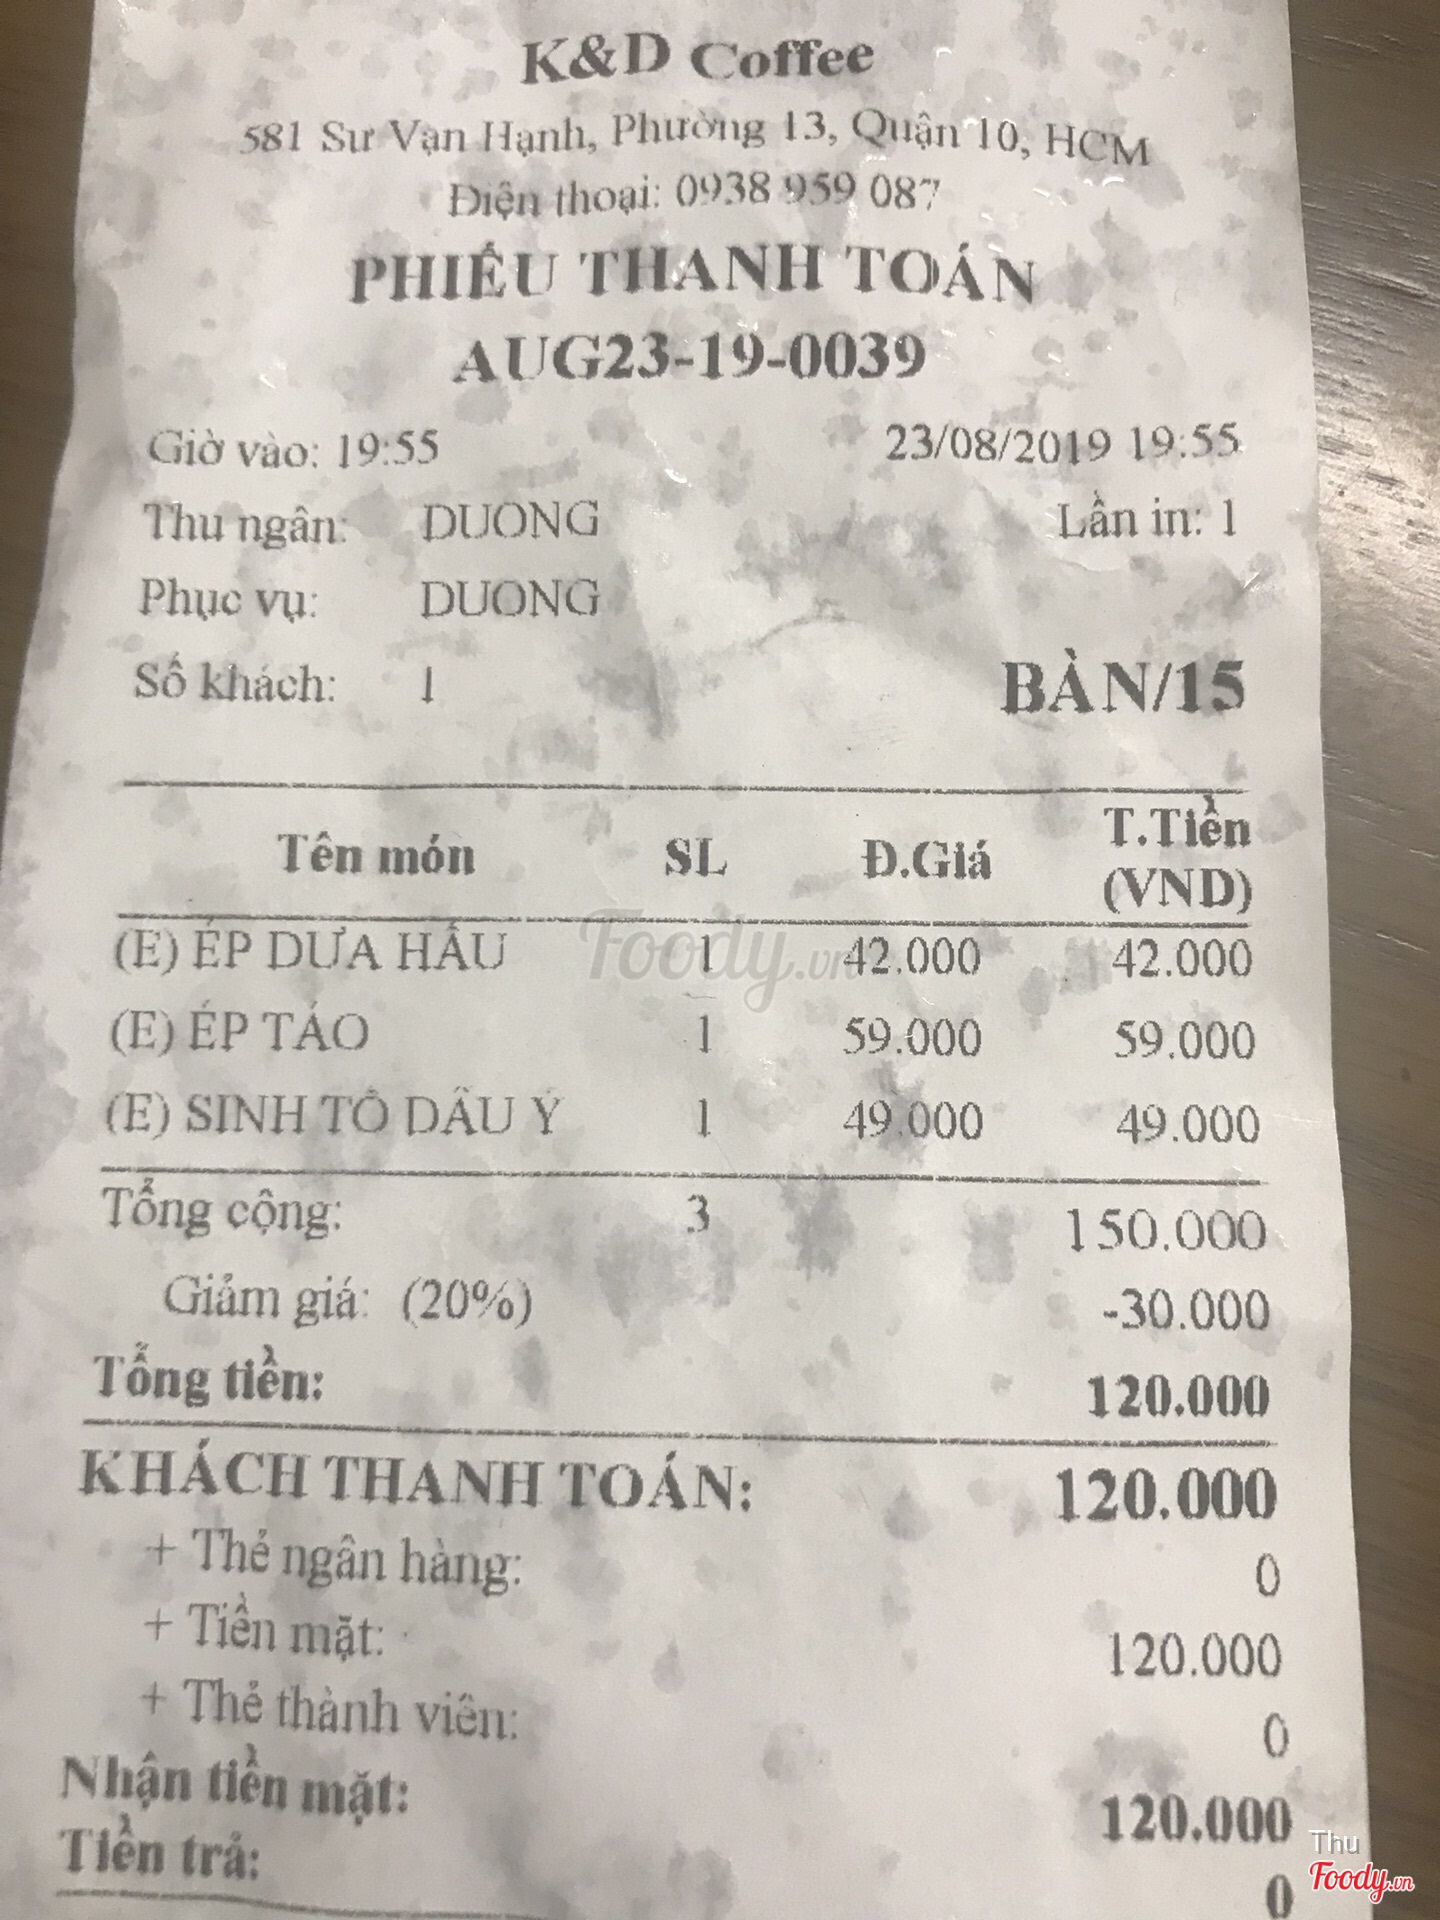 K&D Coffee
581 Sư Vạn Hạnh, Phường 13, Quận 10, HCM
Điện thoại: 0938 959 087
PHIẾU THANH TOÁN
AUG23-19-0039
Giờ vào: 19:55 23/08/2019 19:55
Thu ngân: DUONG Lần in: 1
Phục vụ: DUONG
Số khách: 1 BÀN/15
Tên món SL Đ.Giá T.Tiền (VND)
(E) ÉP DƯA HẤU 1 42.000 42.000
(E) ÉP TÁO 1 59.000 59.000
(E) SINH TỐ DÂU Ý 1 49.000 49.000
Tổng cộng: 3 150.000
Giảm giá: (20%) -30.000
Tổng tiền: 120.000
KHÁCH THANH TOÁN: 120.000
+ Thẻ ngân hàng: 0
+ Tiền mặt: 120.000
+ Thẻ thành viên: 0
Nhận tiền mặt: 120.000
Tiền trả: 0
Foody.vn
Thu
Foody.vn